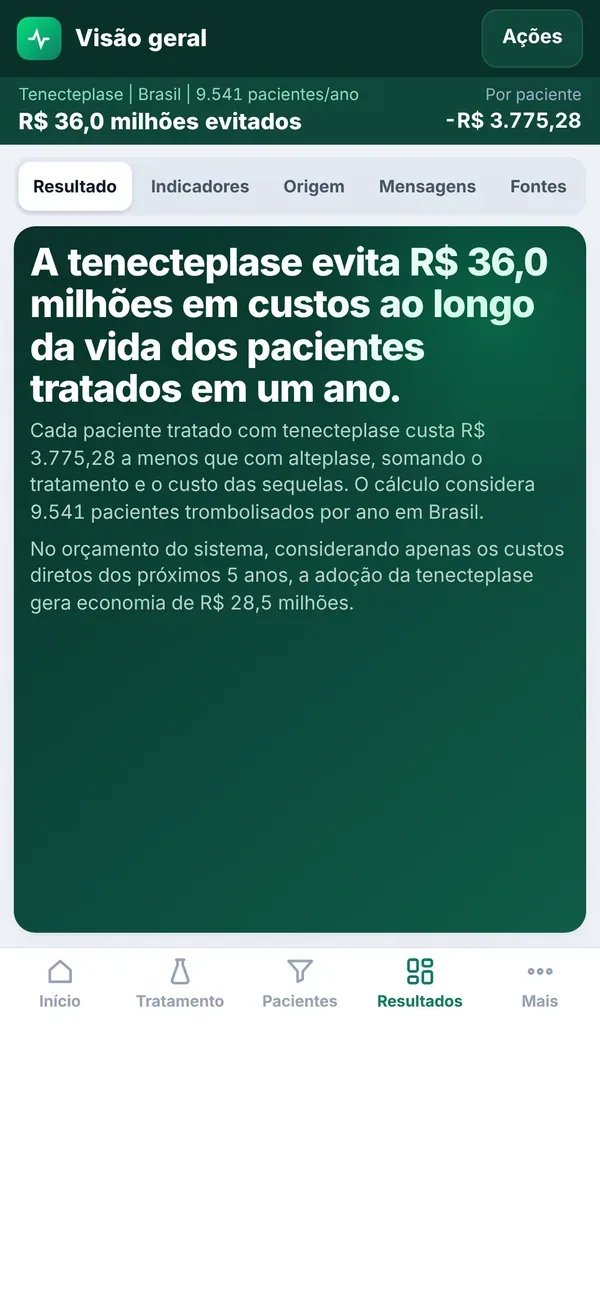 Visão geral
Ações
Tenecteplase | Brasil | 9.541 pacientes/ano
Por paciente
R$ 36,0 milhões evitados
-R$ 3.775,28
Resultado
Indicadores
Origem
Mensagens
Fontes
A tenecteplase evita R$ 36,0
milhões em custos ao longo
da vida dos pacientes
tratados em um ano.
Cada paciente tratado com tenecteplase custa R$
3.775,28 a menos que com alteplase, somando o
tratamento e o custo das sequelas. O cálculo considera
9.541 pacientes trombolisados por ano em Brasil.
No orçamento do sistema, considerando apenas os custos
diretos dos próximos 5 anos, a adoção da tenecteplase
gera economia de R$ 28,5 milhões.
Início
Tratamento
Pacientes
Resultados
Mais